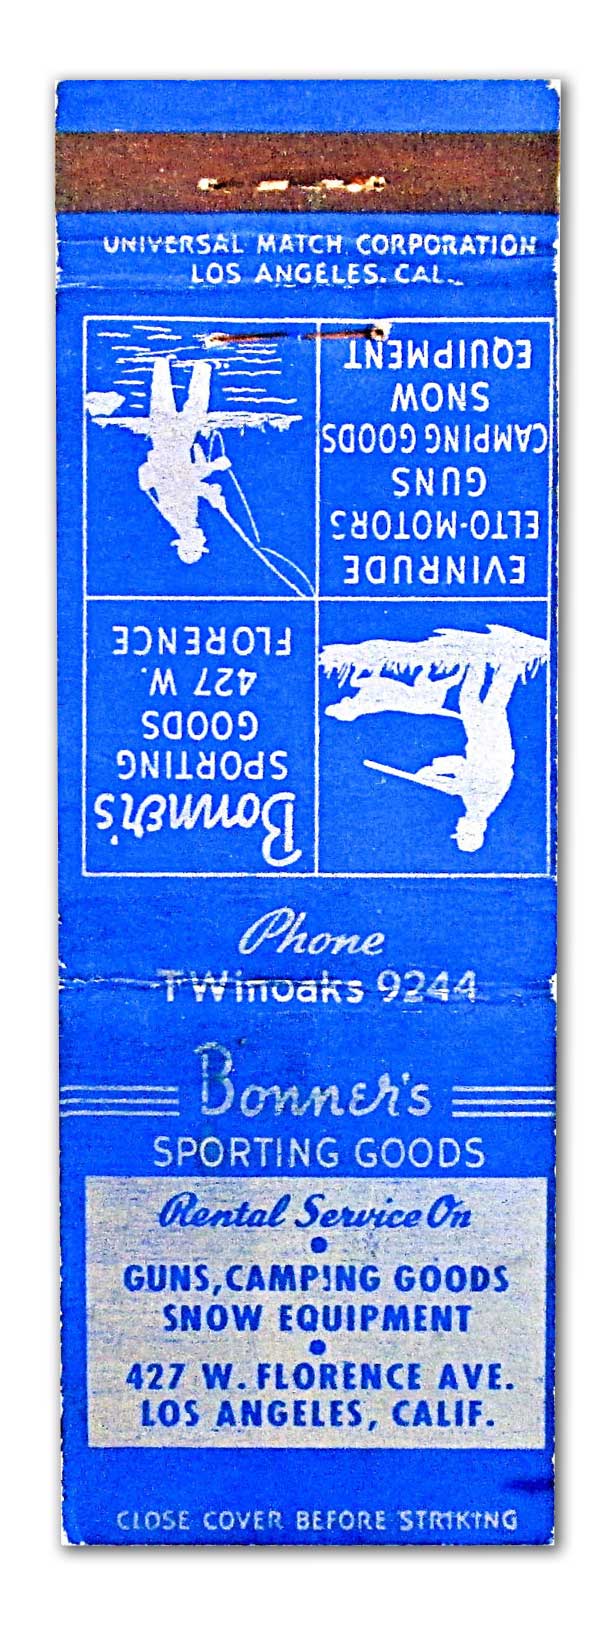 UNIVERSAL MATCH CORPORATION
LOS ANGELES. CAL.
Bonner's
SPORTING
GOODS
427 W.
FLORENCE
EVINRUDE
ELTO-MOTORS
GUNS
CAMPING GOODS
SNOW
EQUIPMENT
Phone
TWinoaks 9244
Bonner's
SPORTING GOODS
Rental Service On
GUNS, CAMPING GOODS
SNOW EQUIPMENT
427 W. FLORENCE AVE.
LOS ANGELES, CALIF.
CLOSE COVER BEFORE STRIKING